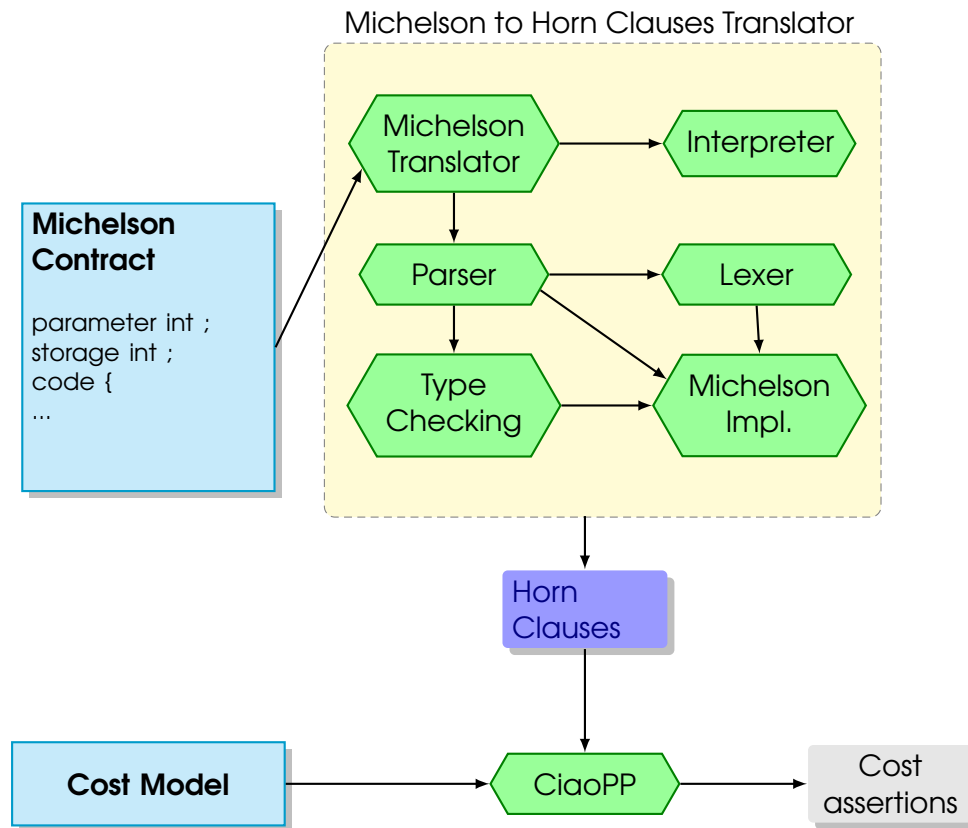 Michelson to Horn Clauses Translator
Michelson
Translator
Interpreter
Michelson
Contract
parameter int ;
storage int ;
code {
...
Parser
Lexer
Type
Checking
Michelson
Impl.
Horn
Clauses
Cost Model
CiaoPP
Cost
assertions